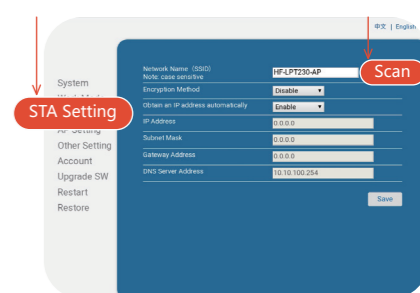 中文 | English
System
STA Setting
Other Setting
Account
Upgrade SW
Restart
Restore
Network Name (SSID)
Note: case sensitive
HF-LPT230-AP
Scan
Encryption Method
Disable
Obtain an IP address automatically
Enable
IP Address
0.0.0.0
Subnet Mask
0.0.0.0
Gateway Address
0.0.0.0
DNS Server Address
10.10.100.254
Save